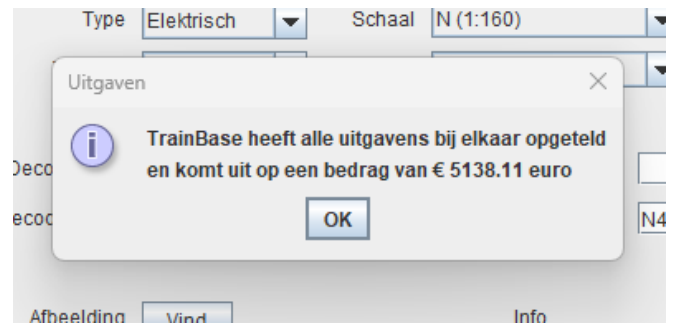 Type Elektrisch Schaal N (1:160)
Uitgaven
TrainBase heeft alle uitgavens bij elkaar opgeteld
en komt uit op een bedrag van € 5138.11 euro
OK
N4
Afbeelding Vind Info